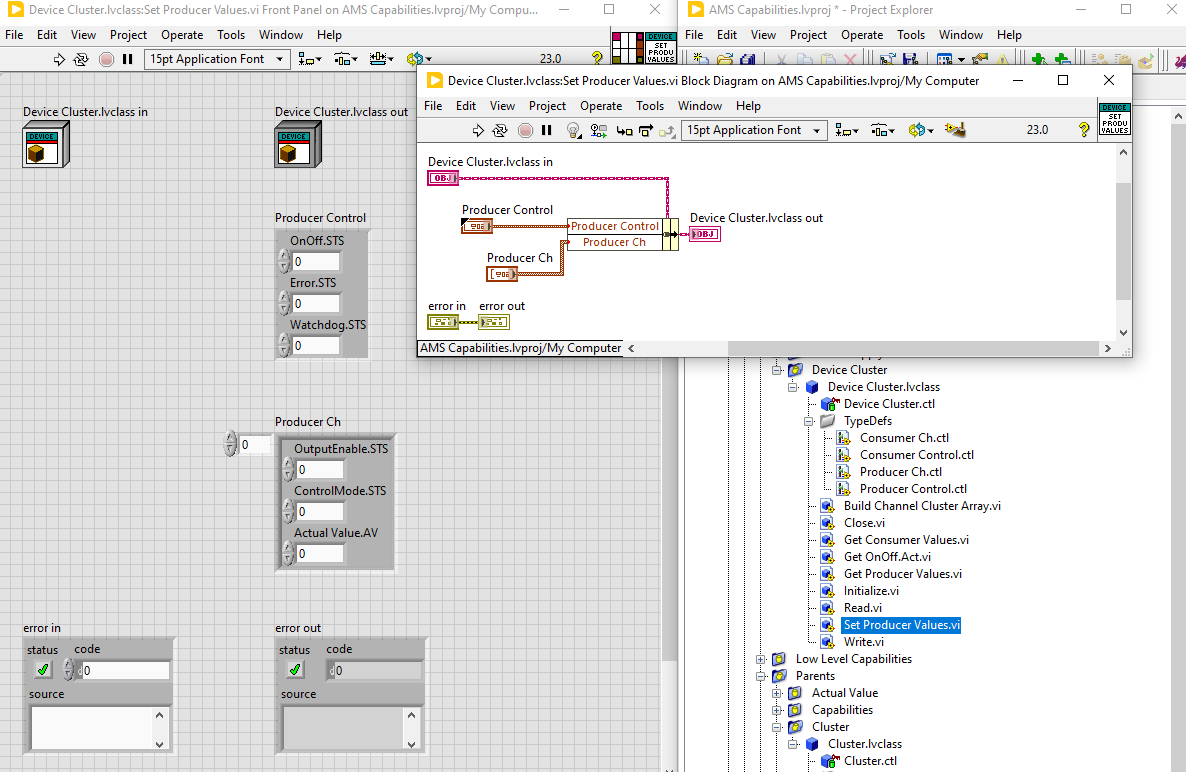 Device Cluster.lvclass:Set Producer Values.vi Front Panel on AMS Capabilities.lvproj/My Compu...
File Edit View Project Operate Tools Window Help
15pt Application Font
23.0
DEVICE
SET
PRODU
VALUES
Device Cluster.lvclass in
Device Cluster.lvclass out
DEVICE
DEVICE
Producer Control
OnOff.STS
0
Error.STS
0
Watchdog.STS
0
Producer Ch
0
OutputEnable.STS
0
ControlMode.STS
0
Actual Value.AV
0
error in
status code
d0
source
error out
status code
d0
source
AMS Capabilities.lvproj * - Project Explorer
File Edit View Project Operate Tools Window Help
Device Cluster.lvclass:Set Producer Values.vi Block Diagram on AMS Capabilities.lvproj/My Computer
File Edit View Project Operate Tools Window Help
15pt Application Font
23.0
DEVICE
SET
PRODU
VALUES
Device Cluster.lvclass in
OBJ
Producer Control
Producer Control
Producer Ch
Producer Ch
Device Cluster.lvclass out
OBJ
error in error out
AMS Capabilities.lvproj/My Computer
Device Cluster
Device Cluster.lvclass
Device Cluster.ctl
TypeDefs
Consumer Ch.ctl
Consumer Control.ctl
Producer Ch.ctl
Producer Control.ctl
Build Channel Cluster Array.vi
Close.vi
Get Consumer Values.vi
Get OnOff.Act.vi
Get Producer Values.vi
Initialize.vi
Read.vi
Set Producer Values.vi
Write.vi
Low Level Capabilities
Parents
Actual Value
Capabilities
Cluster
Cluster.lvclass
Cluster.ctl